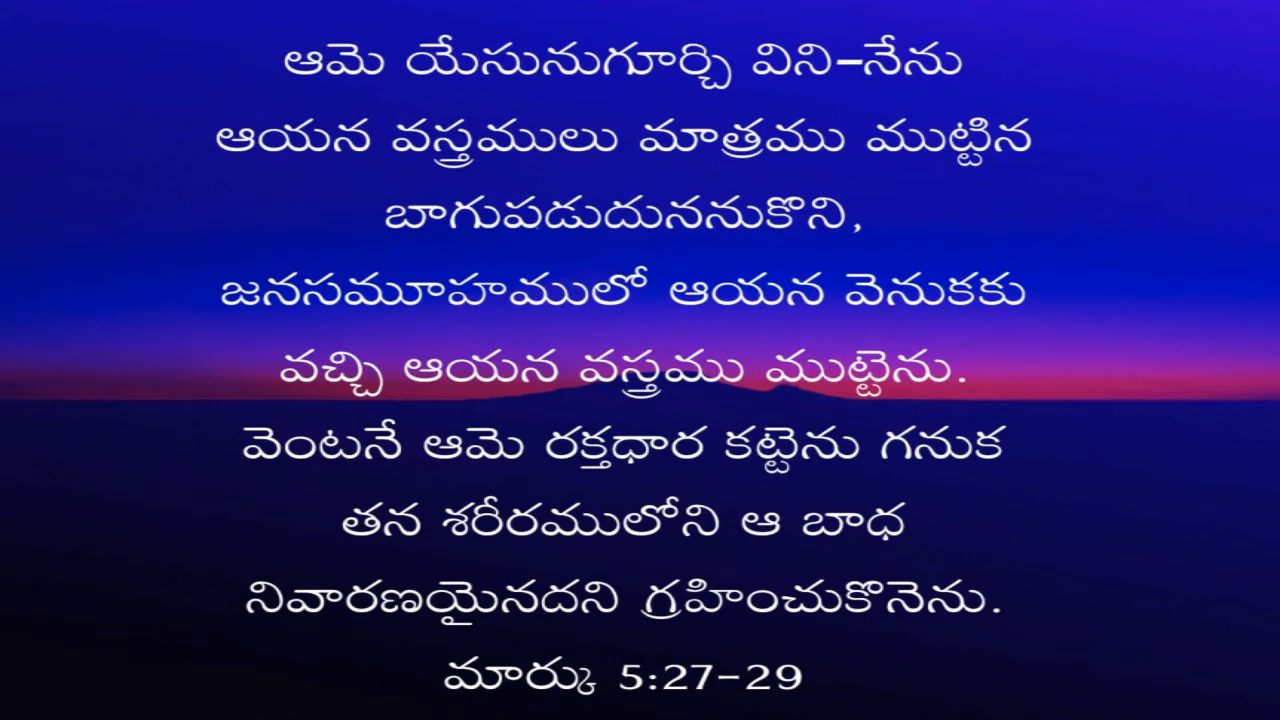 ఆమె యేసునుగూర్చి విని–నేను
ఆయన వస్త్రములు మాత్రము ముట్టిన
బాగుపడుదుననుకొని,
జనసమూహములో ఆయన వెనుకకు
వచ్చి ఆయన వస్త్రము ముట్టెను.
వెంటనే ఆమె రక్తధార కట్టెను గనుక
తన శరీరములోని ఆ బాధ
నివారణయైనదని గ్రహించుకొనెను.
మార్కు 5:27-29